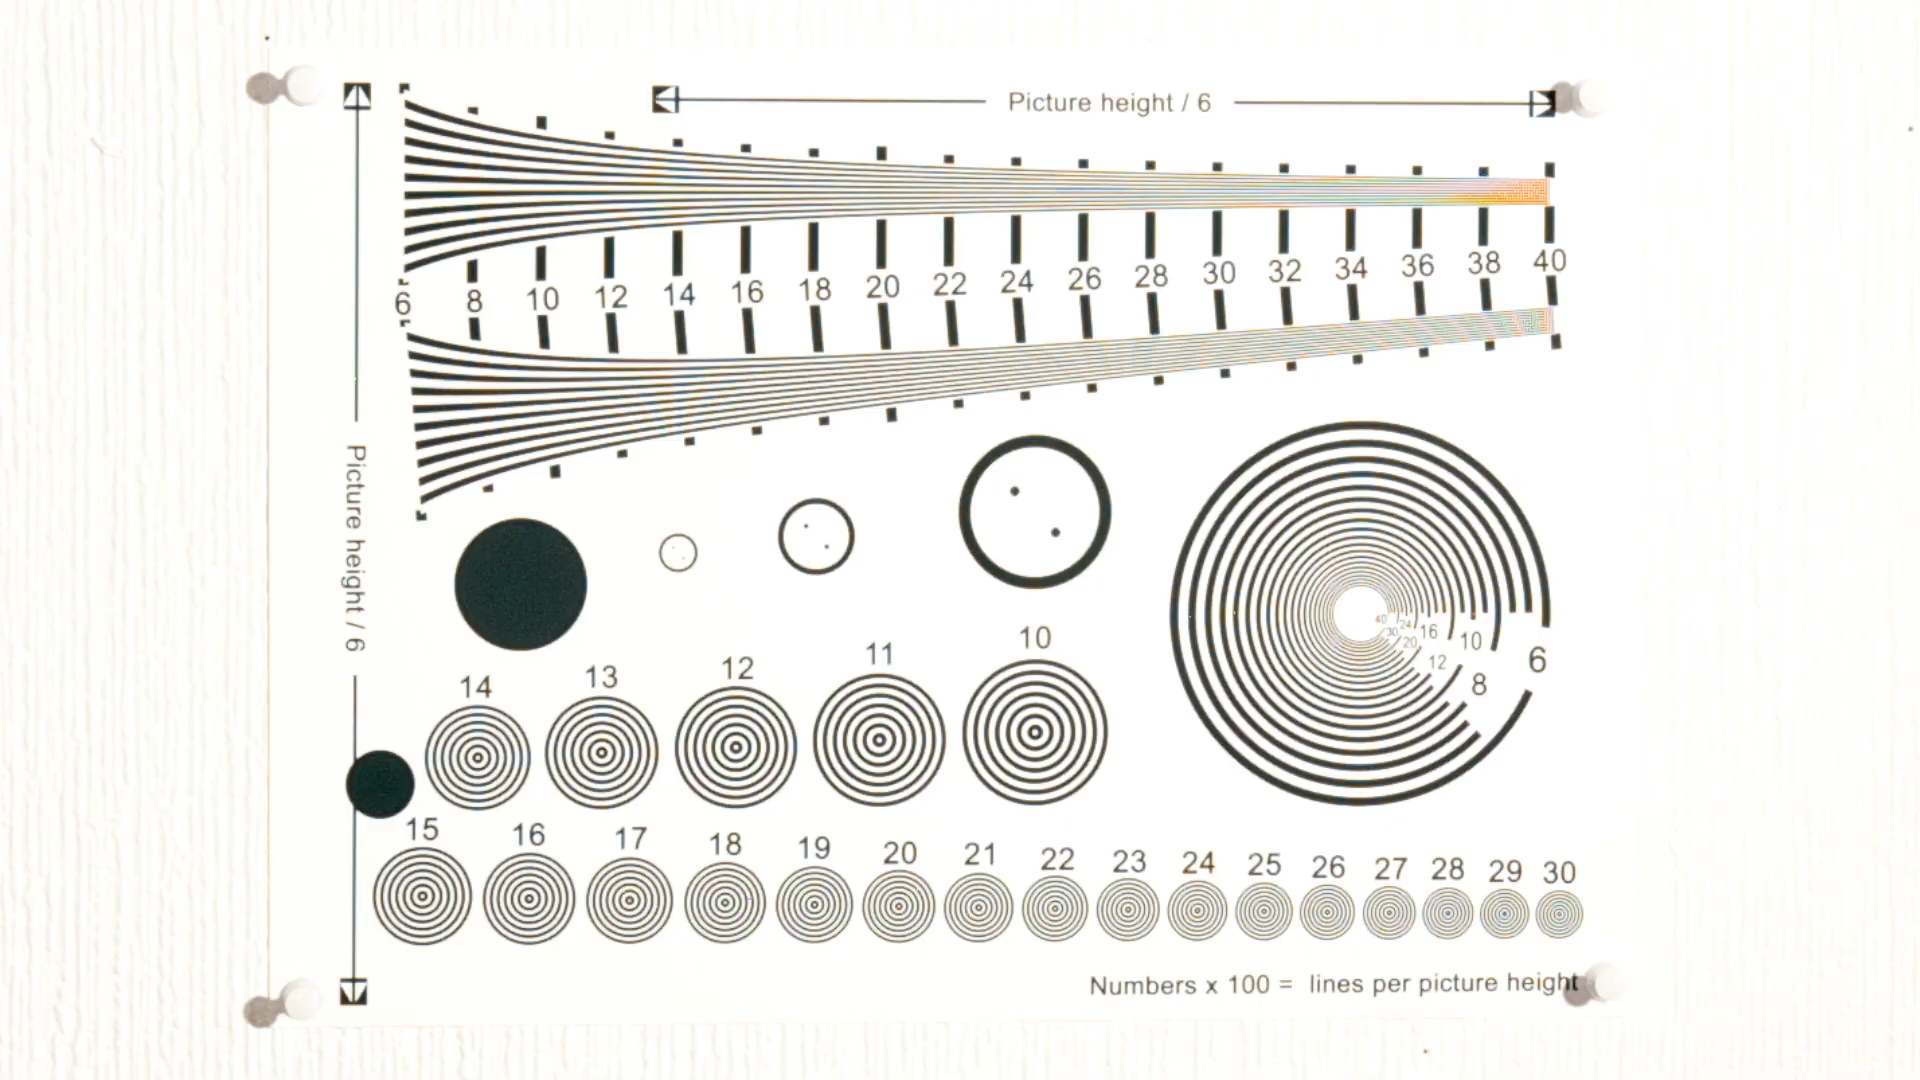 Picture height / 6
6 8 10 12 14 16 18 20 22 24 26 28 30 32 34 36 38 40
Picture height / 6
40 24 16 10 6
30 20 12 8
14 13 12 11 10
15 16 17 18 19 20 21 22 23 24 25 26 27 28 29 30
Numbers x 100 = lines per picture height